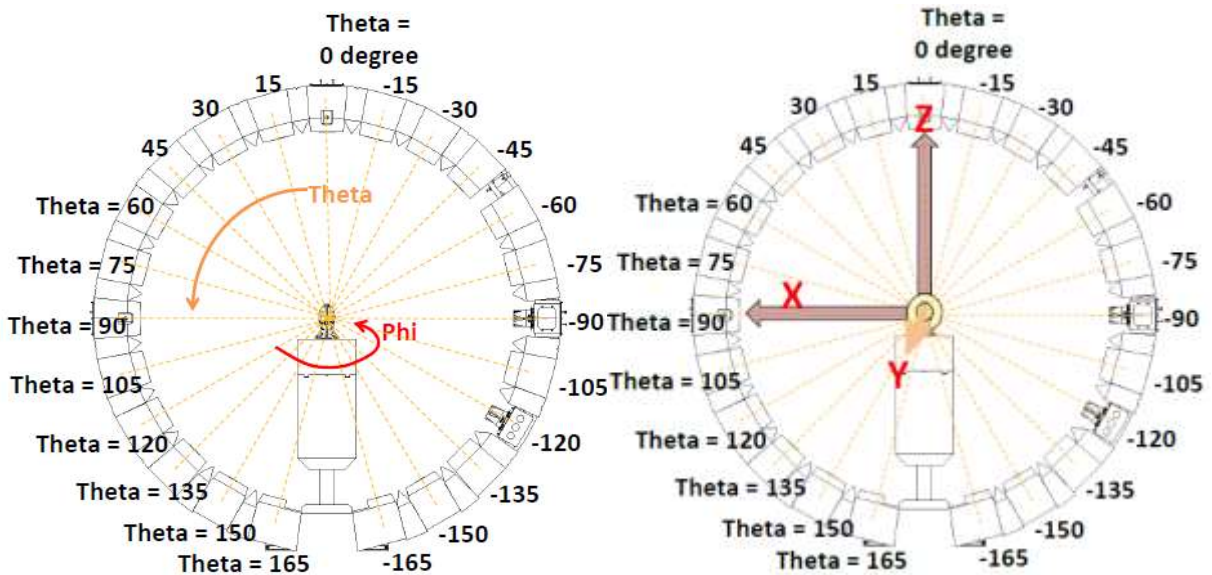 Theta =
0 degree
15
-15
30
-30
45
-45
Theta
Theta = 60
-60
Theta = 75
-75
Theta = 90
Phi
-90
Theta = 105
-105
Theta = 120
-120
Theta = 135
-135
Theta = 150
-150
Theta = 165
-165
Theta =
0 degree
15
-15
30
-30
Z
45
-45
Theta = 60
-60
Theta = 75
-75
X
Theta = 90
-90
Y
Theta = 105
-105
Theta = 120
-120
Theta = 135
-135
Theta = 150
-150
Theta = 165
-165